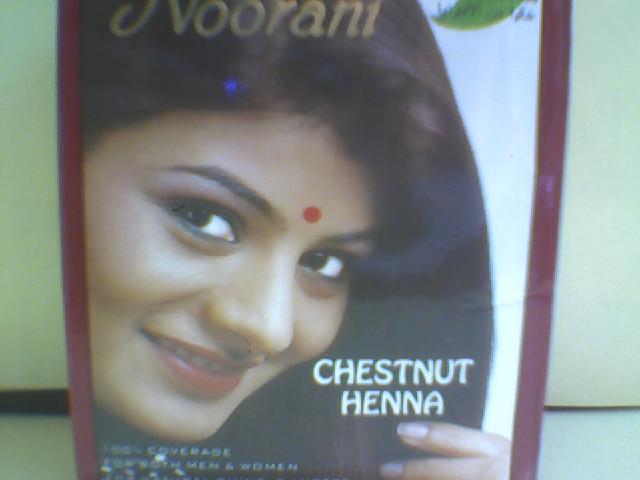 Noorani
CHESTNUT
HENNA
100% COVERAGE
FOR BOTH MEN & WOMEN